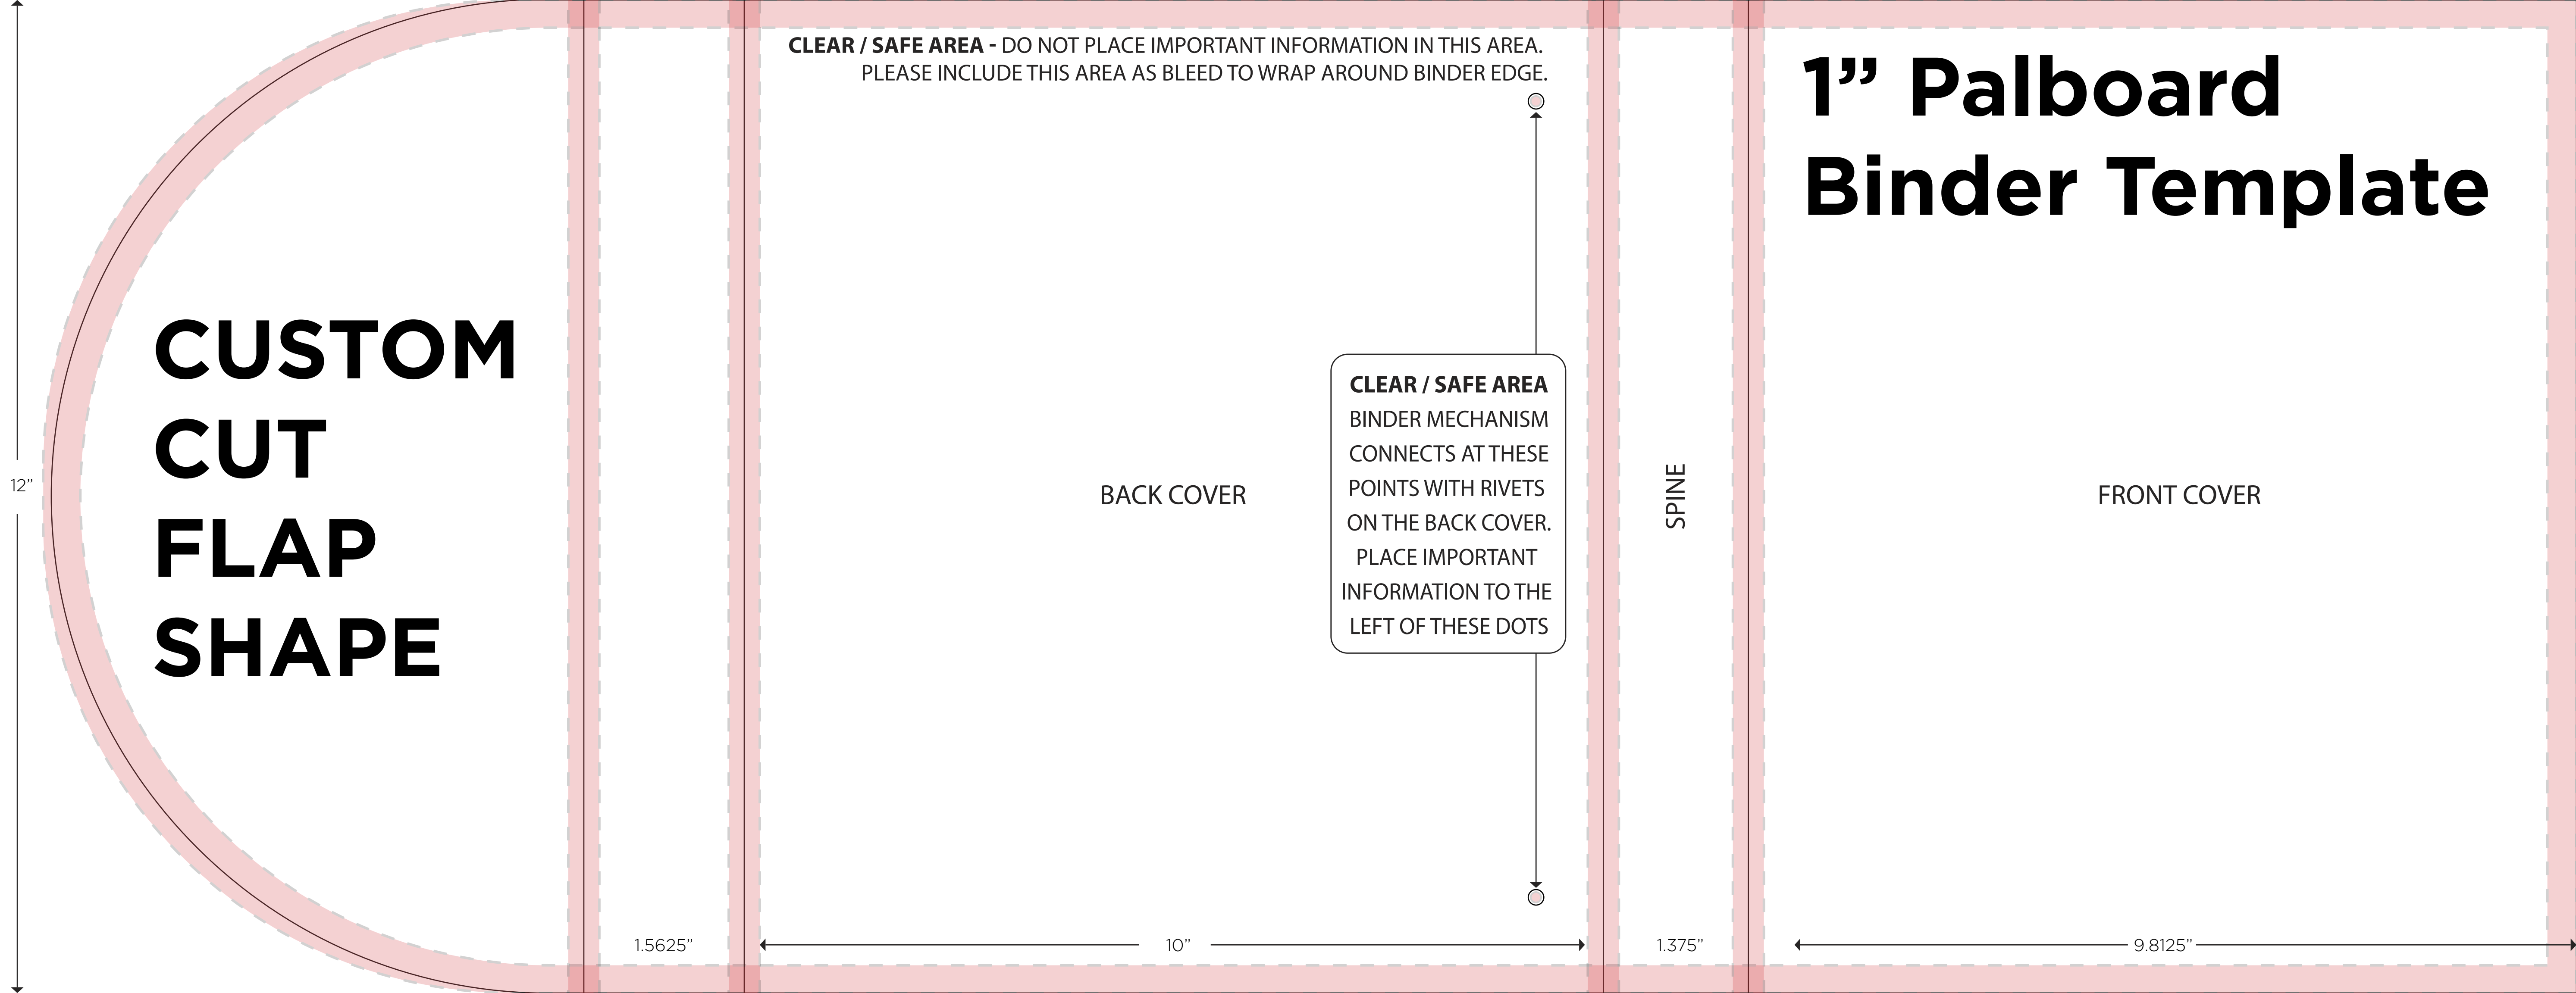 CLEAR / SAFE AREA - DO NOT PLACE IMPORTANT INFORMATION IN THIS AREA.
PLEASE INCLUDE THIS AREA AS BLEED TO WRAP AROUND BINDER EDGE.
1” Palboard
Binder Template
CUSTOM
CUT
FLAP
SHAPE
12”
BACK COVER
CLEAR / SAFE AREA
BINDER MECHANISM
CONNECTS AT THESE
POINTS WITH RIVETS
ON THE BACK COVER.
PLACE IMPORTANT
INFORMATION TO THE
LEFT OF THESE DOTS
SPINE
FRONT COVER
1.5625”
10”
1.375”
9.8125”